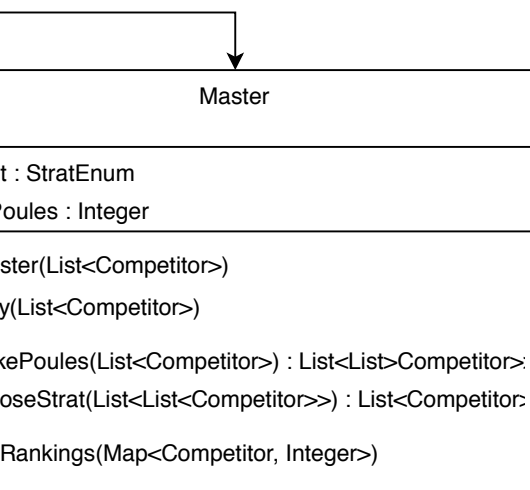 Master
t : StratEnum
Poules : Integer
ster(List<Competitor>)
y(List<Competitor>)
kePoules(List<Competitor>) : List<List>Competitor>
oseStrat(List<List<Competitor>>) : List<Competitor>
Rankings(Map<Competitor, Integer>)